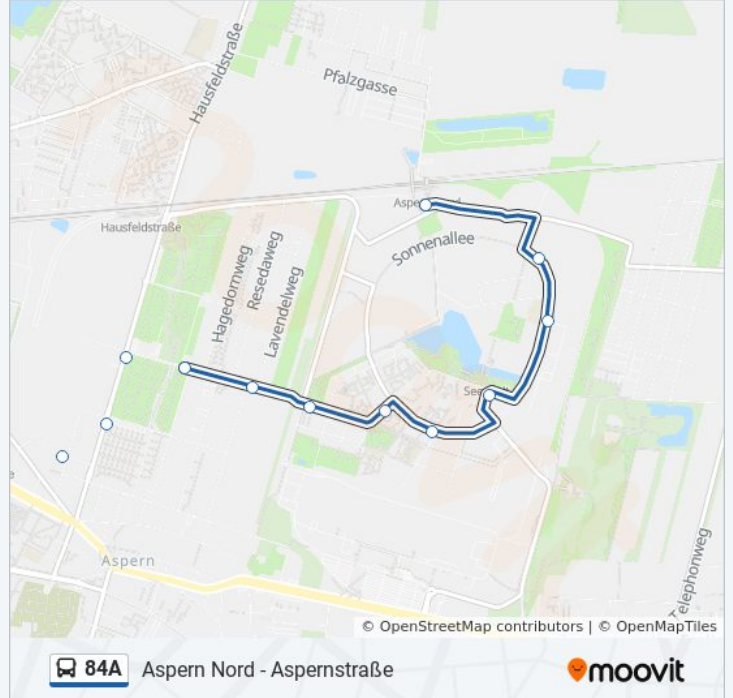 Hausfeldstraße
Pfalzgasse
Hausfeldstraße
Sonnenallee
Hagedornweg
Resedaweg
Lavendelweg
Aspern
Telephonweg
© OpenStreetMap contributors | © OpenMapTiles
84A Aspern Nord - Aspernstraße
moovit